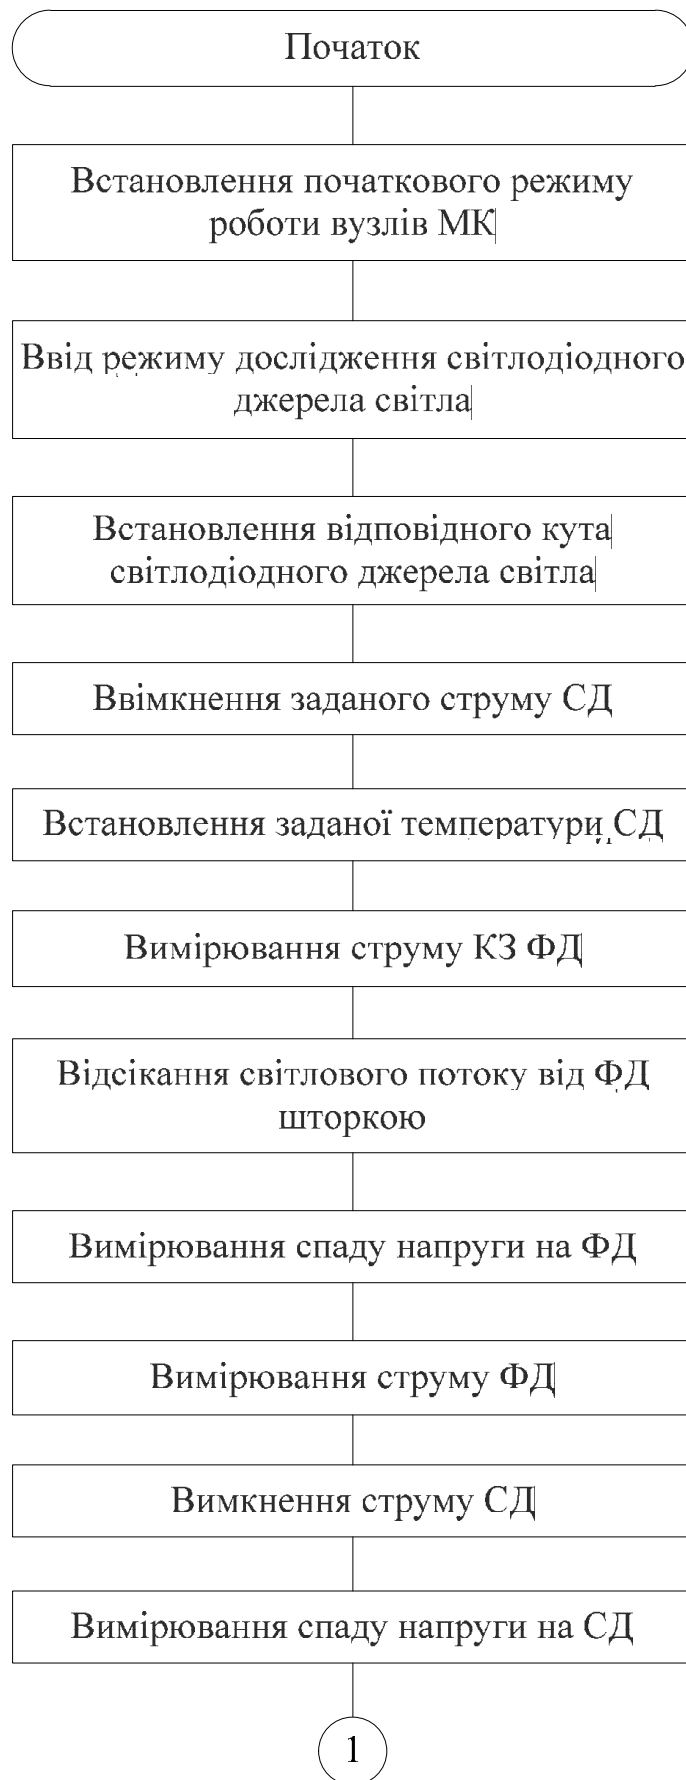 Початок
Встановлення початкового режиму
роботи вузлів МК
Ввід режиму дослідження світлодіодного
джерела світла
Встановлення відповідного кута
світлодіодного джерела світла
Ввімкнення заданого струму СД
Встановлення заданої температури СД
Вимірювання струму КЗ ФД
Відсікання світлового потоку від ФД
шторкою
Вимірювання спаду напруги на ФД
Вимірювання струму ФД
Вимкнення струму СД
Вимірювання спаду напруги на СД
1